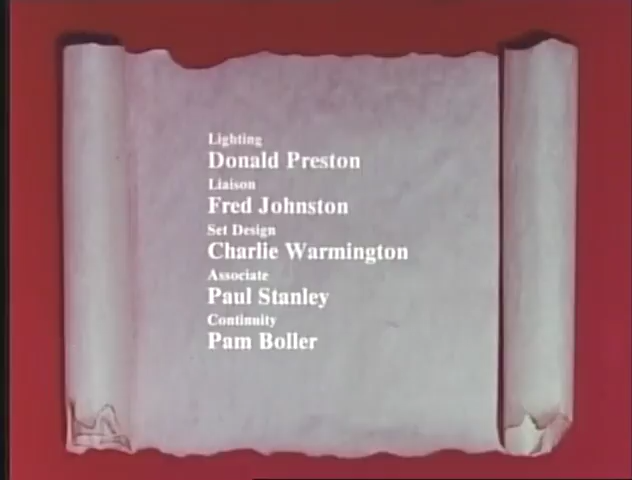 Lighting
Donald Preston
Liaison
Fred Johnston
Set Design
Charlie Warmington
Associate
Paul Stanley
Continuity
Pam Boller